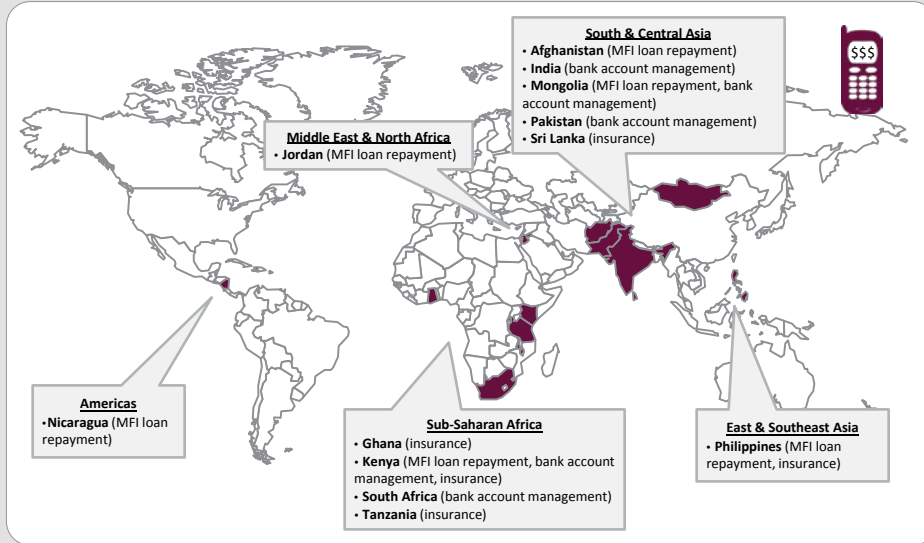 $$$
South & Central Asia
• Afghanistan (MFI loan repayment)
• India (bank account management)
• Mongolia (MFI loan repayment, bank
account management)
• Pakistan (bank account management)
• Sri Lanka (insurance)
Middle East & North Africa
• Jordan (MFI loan repayment)
Americas
•Nicaragua (MFI loan
repayment)
Sub-Saharan Africa
• Ghana (insurance)
• Kenya (MFI loan repayment, bank account
management, insurance)
• South Africa (bank account management)
• Tanzania (insurance)
East & Southeast Asia
• Philippines (MFI loan
repayment, insurance)